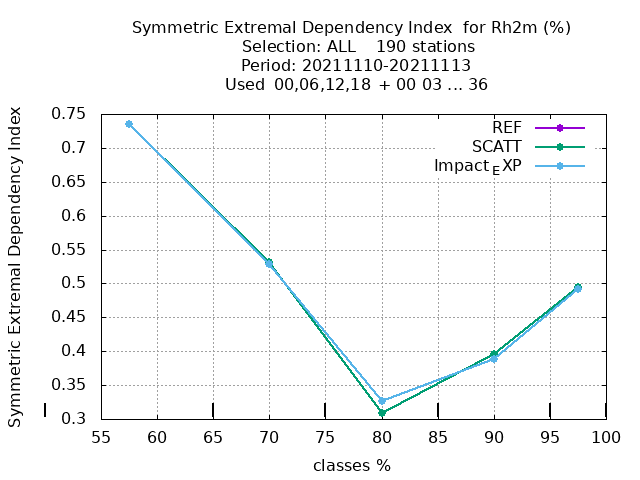 Symmetric Extremal Dependency Index for Rh2m (%)
Selection: ALL 190 stations
Period: 20211110-20211113
Used 00,06,12,18 + 00 03 ... 36
Symmetric Extremal Dependency Index
0.75
0.7
0.65
0.6
0.55
0.5
0.45
0.4
0.35
0.3
REF
SCATT
Impact_EXP
55 60 65 70 75 80 85 90 95 100
classes %